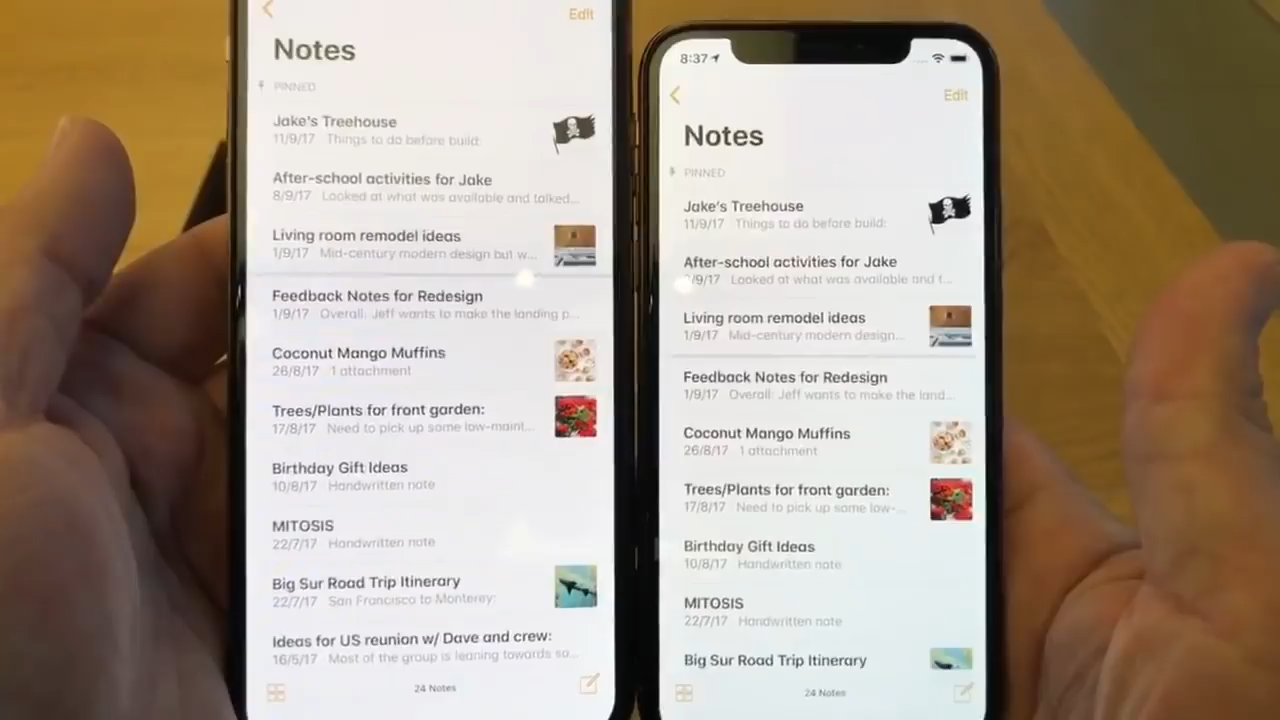 Edit
Notes
PINNED
Jake's Treehouse
11/9/17 Things to do before build:
After-school activities for Jake
8/9/17 Looked at what was available and talked...
Living room remodel ideas
1/9/17 Mid-century modern design but w...
Feedback Notes for Redesign
1/9/17 Overall: Jeff wants to make the landing p...
Coconut Mango Muffins
26/8/17 1 attachment
Trees/Plants for front garden:
17/8/17 Need to pick up some low-maint...
Birthday Gift Ideas
10/8/17 Handwritten note
MITOSIS
22/7/17 Handwritten note
Big Sur Road Trip Itinerary
22/7/17 San Francisco to Monterey:
Ideas for US reunion w/ Dave and crew:
16/5/17 Most of the group is leaning towards so...
24 Notes
8:37
Edit
Notes
PINNED
Jake's Treehouse
11/9/17 Things to do before build:
After-school activities for Jake
/9/17 Looked at what was available and t...
Living room remodel ideas
1/9/17 Mid-century modern design...
Feedback Notes for Redesign
1/9/17 Overall: Jeff wants to make the land...
Coconut Mango Muffins
26/8/17 1 attachment
Trees/Plants for front garden:
17/8/17 Need to pick up some low-...
Birthday Gift Ideas
10/8/17 Handwritten note
MITOSIS
22/7/17 Handwritten note
Big Sur Road Trip Itinerary
24 Notes